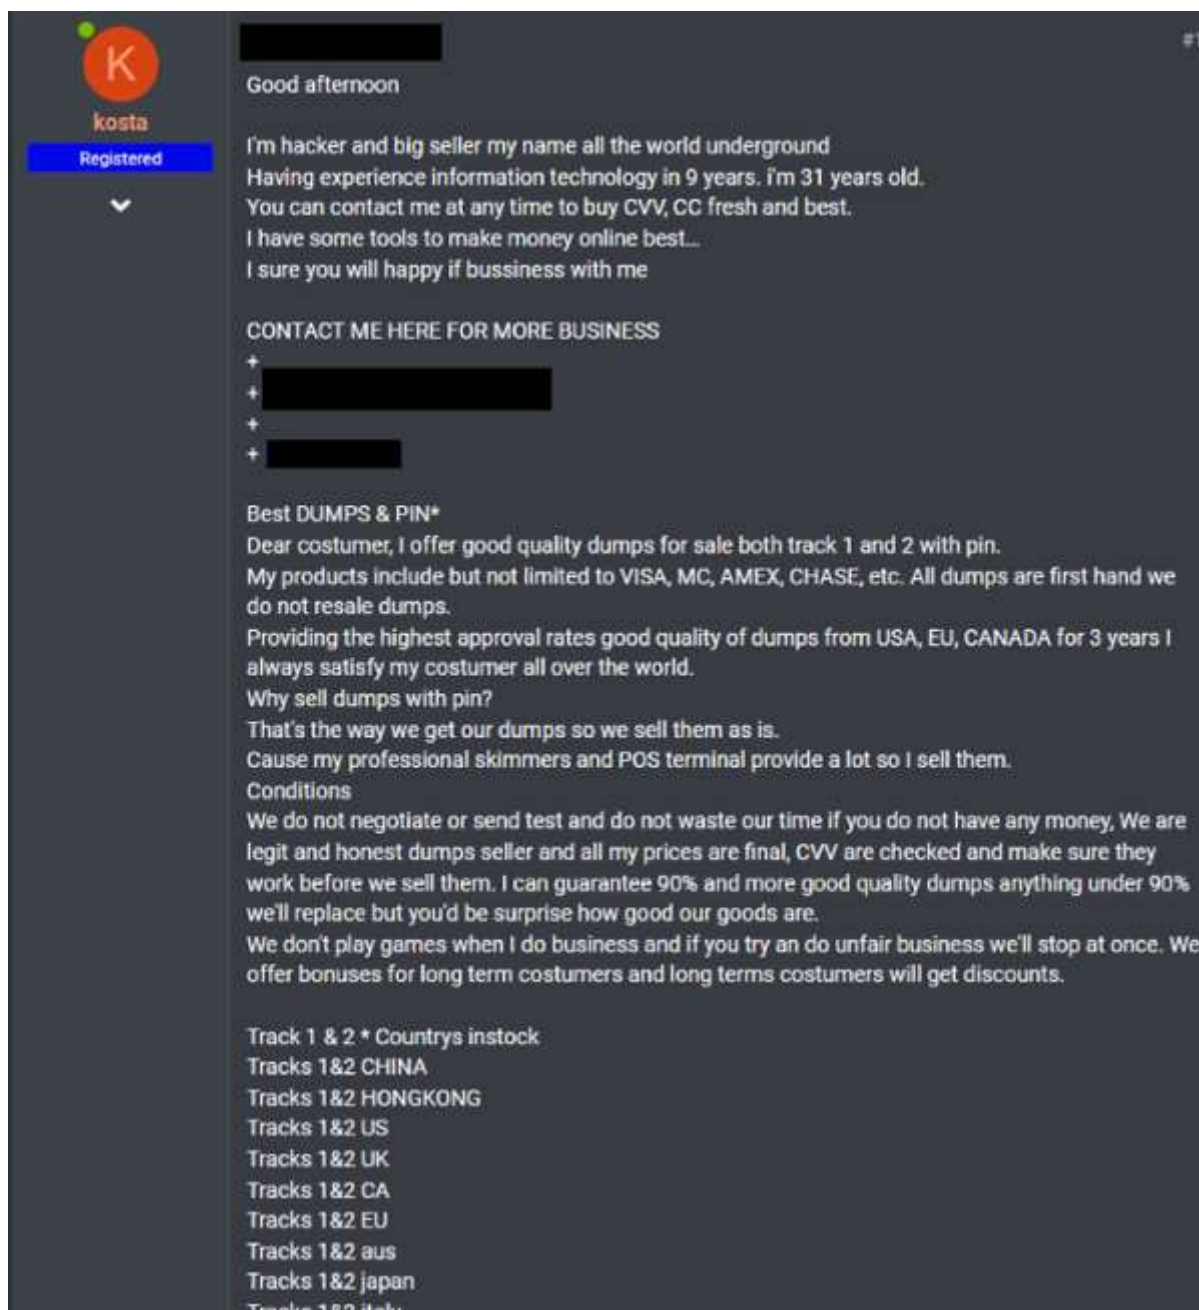 K
kosta
Registered
#1
Good afternoon
I'm hacker and big seller my name all the world underground
Having experience information technology in 9 years. i'm 31 years old.
You can contact me at any time to buy CVV, CC fresh and best.
I have some tools to make money online best...
I sure you will happy if bussiness with me
CONTACT ME HERE FOR MORE BUSINESS
+
+
+
+
Best DUMPS & PIN*
Dear costumer, I offer good quality dumps for sale both track 1 and 2 with pin.
My products include but not limited to VISA, MC, AMEX, CHASE, etc. All dumps are first hand we
do not resale dumps.
Providing the highest approval rates good quality of dumps from USA, EU, CANADA for 3 years I
always satisfy my costumer all over the world.
Why sell dumps with pin?
That's the way we get our dumps so we sell them as is.
Cause my professional skimmers and POS terminal provide a lot so I sell them.
Conditions
We do not negotiate or send test and do not waste our time if you do not have any money, We are
legit and honest dumps seller and all my prices are final, CVV are checked and make sure they
work before we sell them. I can guarantee 90% and more good quality dumps anything under 90%
we'll replace but you'd be surprise how good our goods are.
We don't play games when I do business and if you try an do unfair business we'll stop at once. We
offer bonuses for long term costumers and long terms costumers will get discounts.
Track 1 & 2 * Countrys instock
Tracks 1&2 CHINA
Tracks 1&2 HONGKONG
Tracks 1&2 US
Tracks 1&2 UK
Tracks 1&2 CA
Tracks 1&2 EU
Tracks 1&2 aus
Tracks 1&2 japan
Tracks 1&2 italy